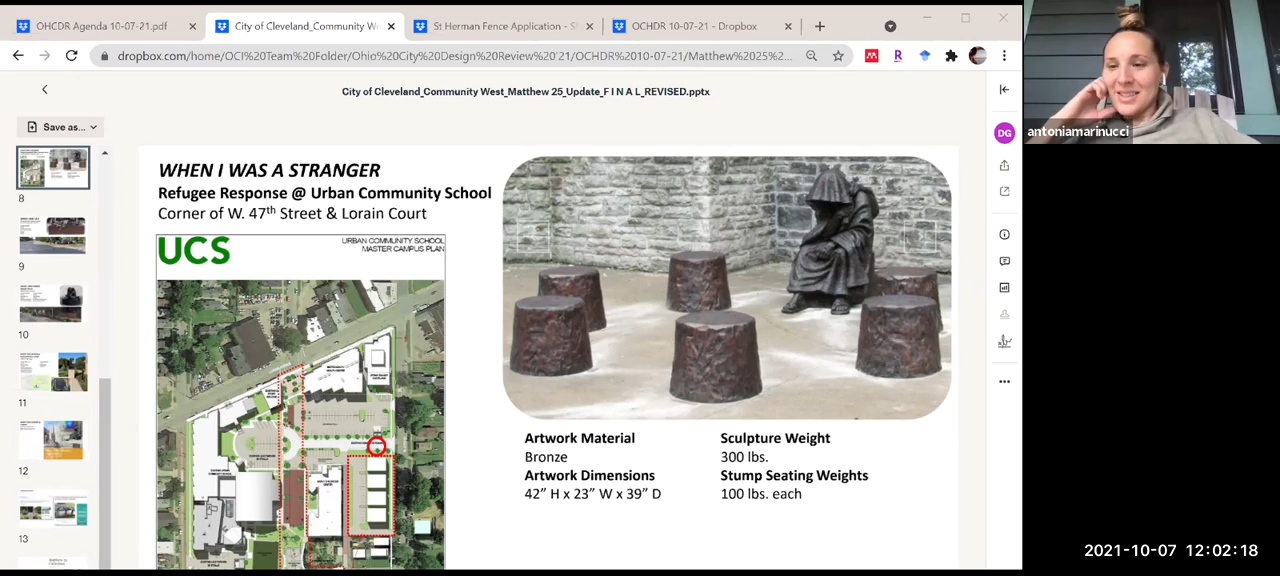 OHCDR Agenda 10-07-21.pdf
City of Cleveland_Community We
St Herman Fence Application - S
OCHDR 10-07-21 - Dropbox
dropbox.com/home/OCI%20Team%20Folder/Ohio%20City%20Design%20Review%20'21/OCHDR%2010-07-21/Matthew%2025%2...
City of Cleveland_Community West_Matthew 25_Update_F I N A L_REVISED.pptx
Save as...
DG
antoniamarinucci
8
9
10
11
12
13
WHEN I WAS A STRANGER
Refugee Response @ Urban Community School
Corner of W. 47th Street & Lorain Court
UCS
URBAN COMMUNITY SCHOOL
MASTER CAMPUS PLAN
Artwork Material
Bronze
Artwork Dimensions
42” H x 23” W x 39” D
Sculpture Weight
300 lbs.
Stump Seating Weights
100 lbs. each
2021-10-07 12:02:18